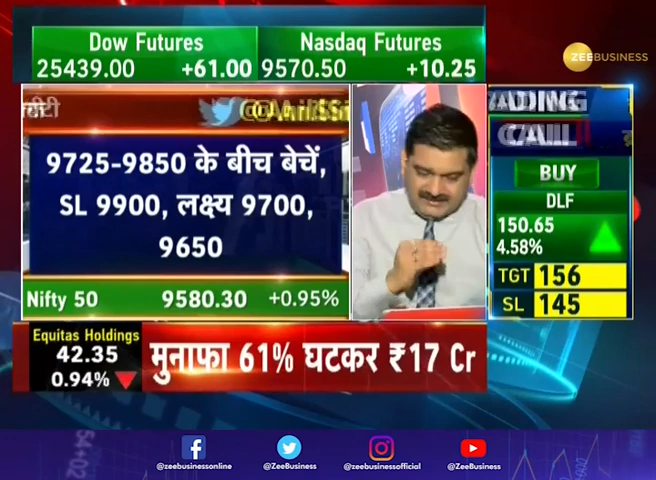 Dow Futures
25439.00 +61.00
Nasdaq Futures
9570.50 +10.25
ZEEBUSINESS
9725-9850 के बीच बेचें,
SL 9900, लक्ष्य 9700,
9650
Nifty 50 9580.30 +0.95%
BUY
DLF
150.65
4.58%
TGT 156
SL 145
Equitas Holdings
42.35
0.94%
मुनाफा 61% घटकर ₹17 Cr
@zeebusinessonline
@ZeeBusiness
@zeebusinessofficial
@ZeeBusiness